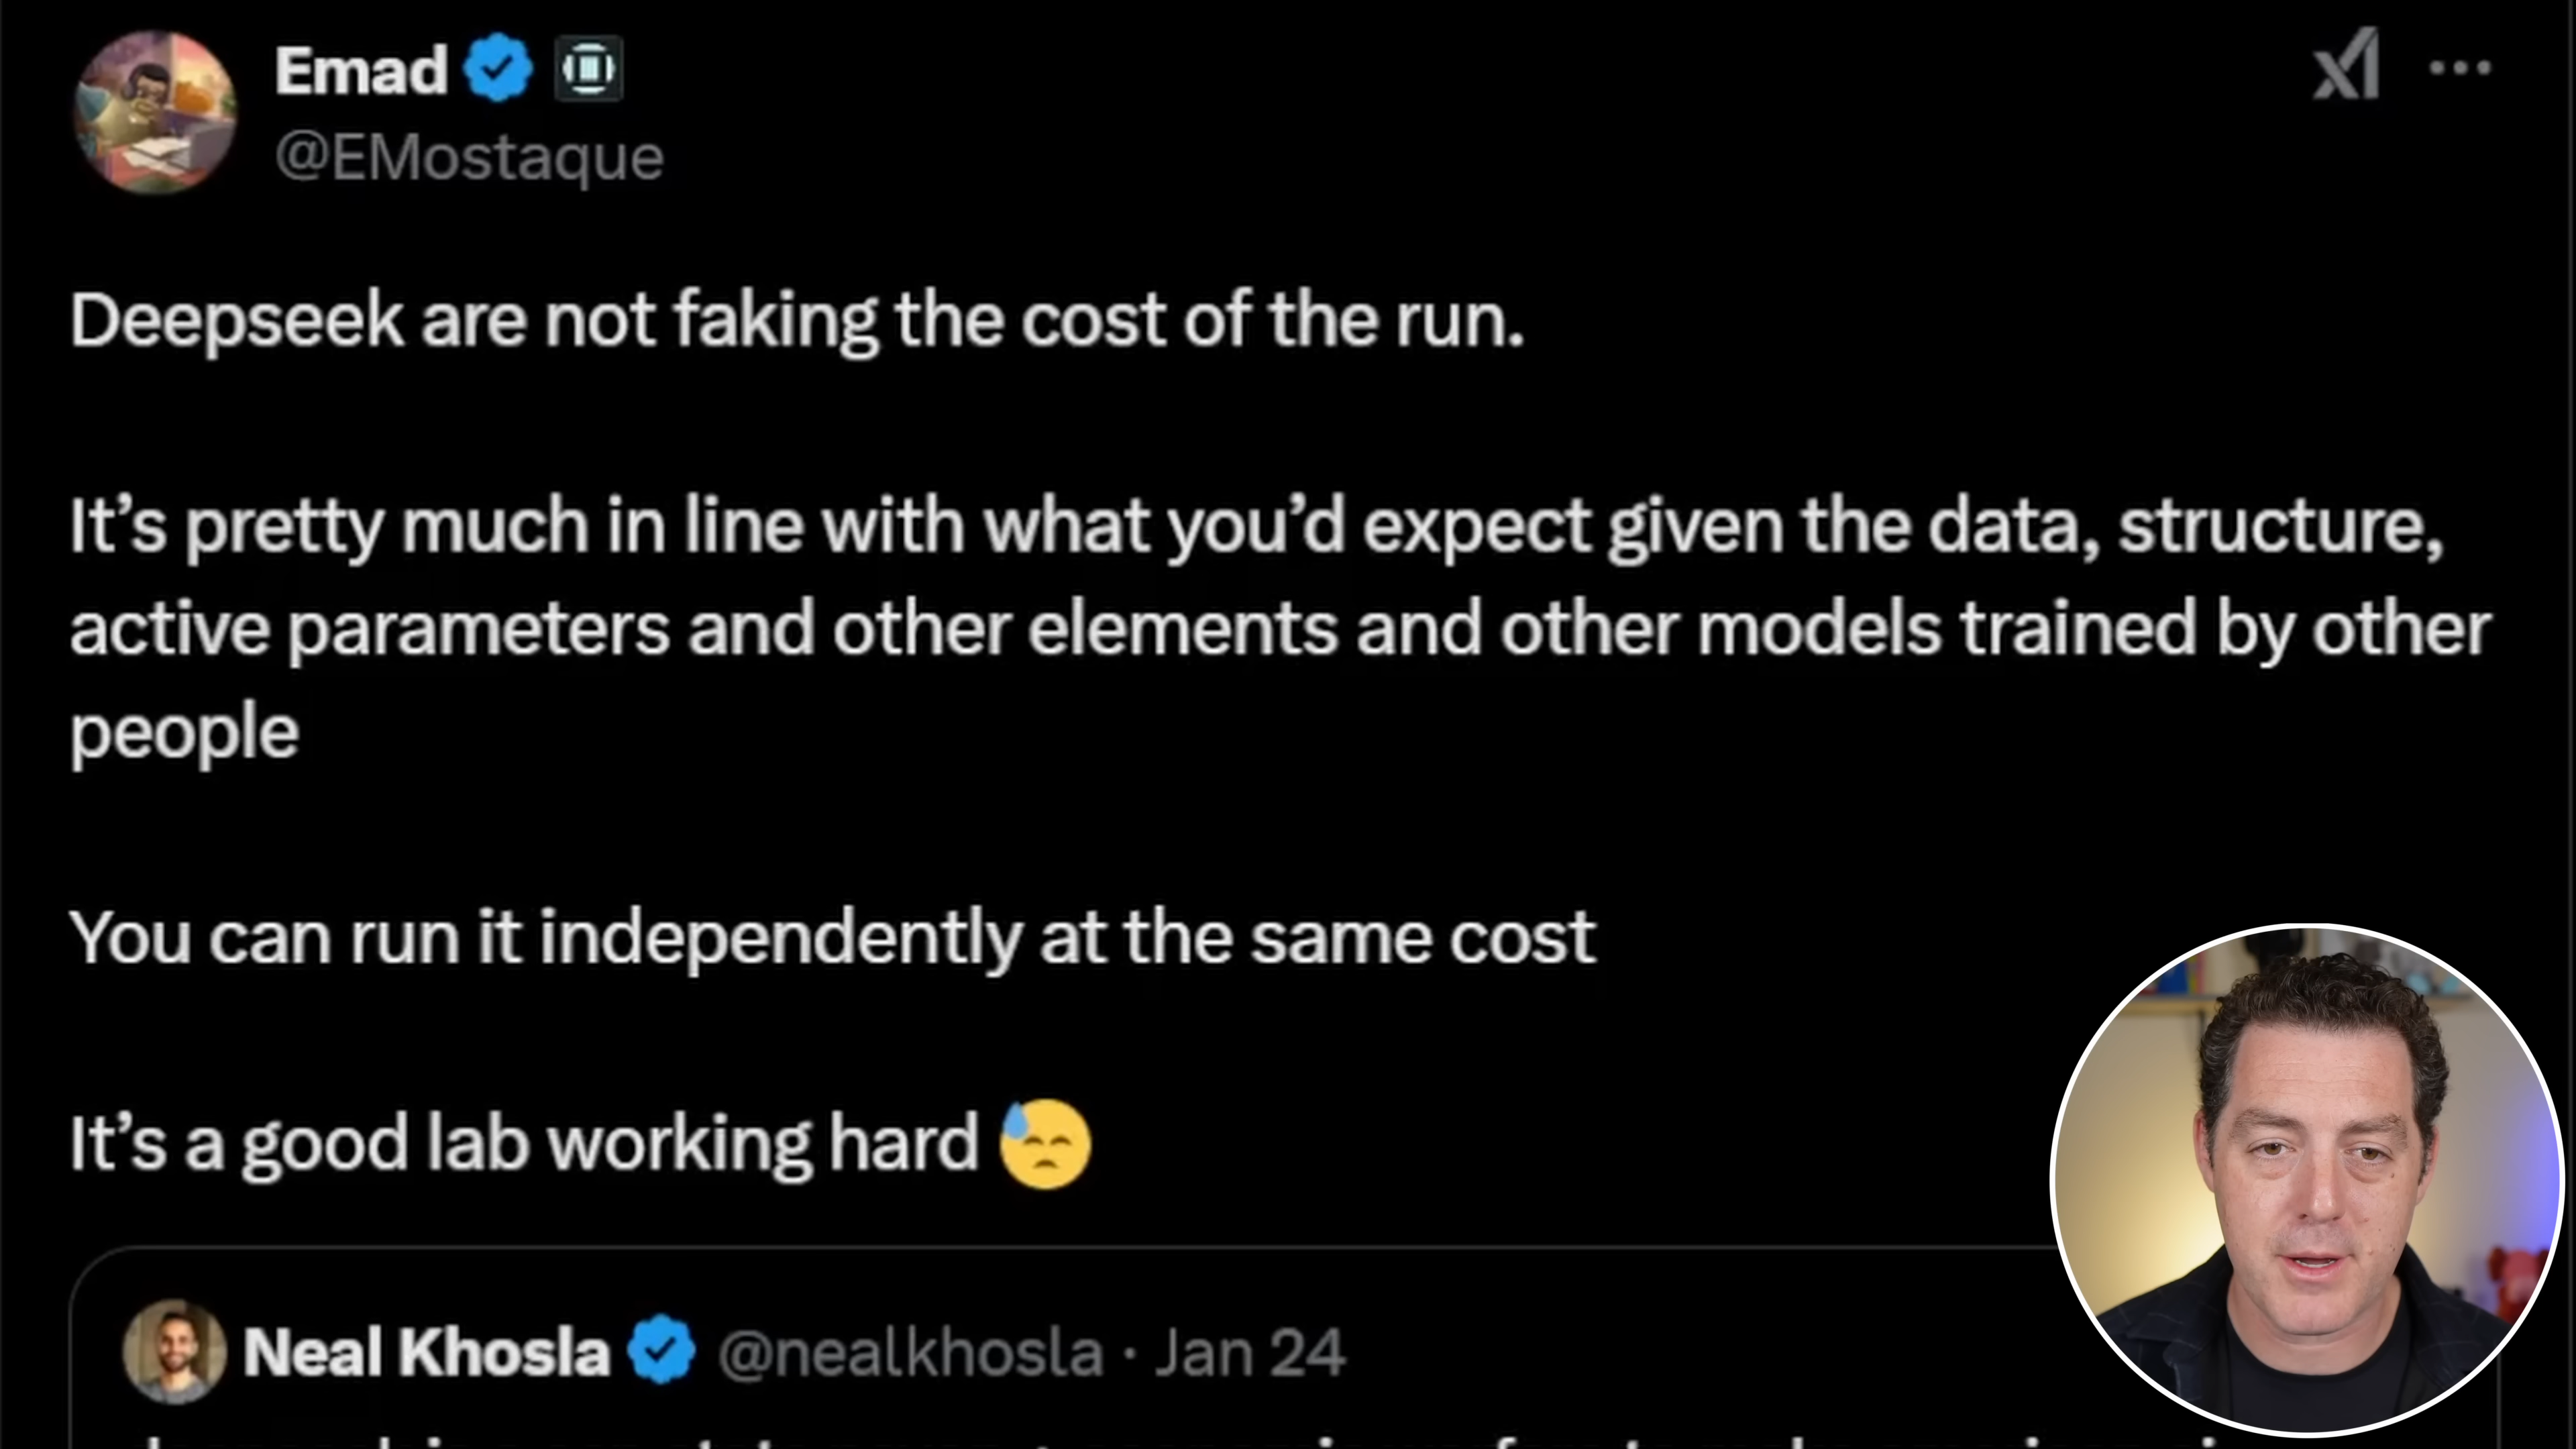 Emad
@EMostaque
Deepseek are not faking the cost of the run.
It’s pretty much in line with what you’d expect given the data, structure,
active parameters and other elements and other models trained by other
people
You can run it independently at the same cost
It’s a good lab working hard 😓
Neal Khosla @nealkhosla · Jan 24